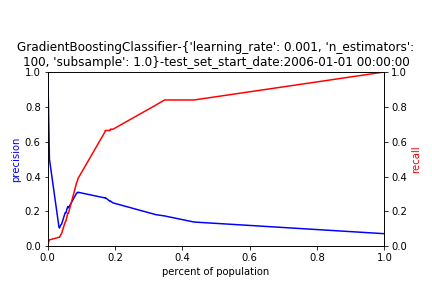 GradientBoostingClassifier-{'learning_rate': 0.001, 'n_estimators':
100, 'subsample': 1.0}-test_set_start_date:2006-01-01 00:00:00
1.0
0.8
0.6
0.4
0.2
0.0
precision
1.0
0.8
0.6
0.4
0.2
0.0
recall
0.0 0.2 0.4 0.6 0.8 1.0
percent of population